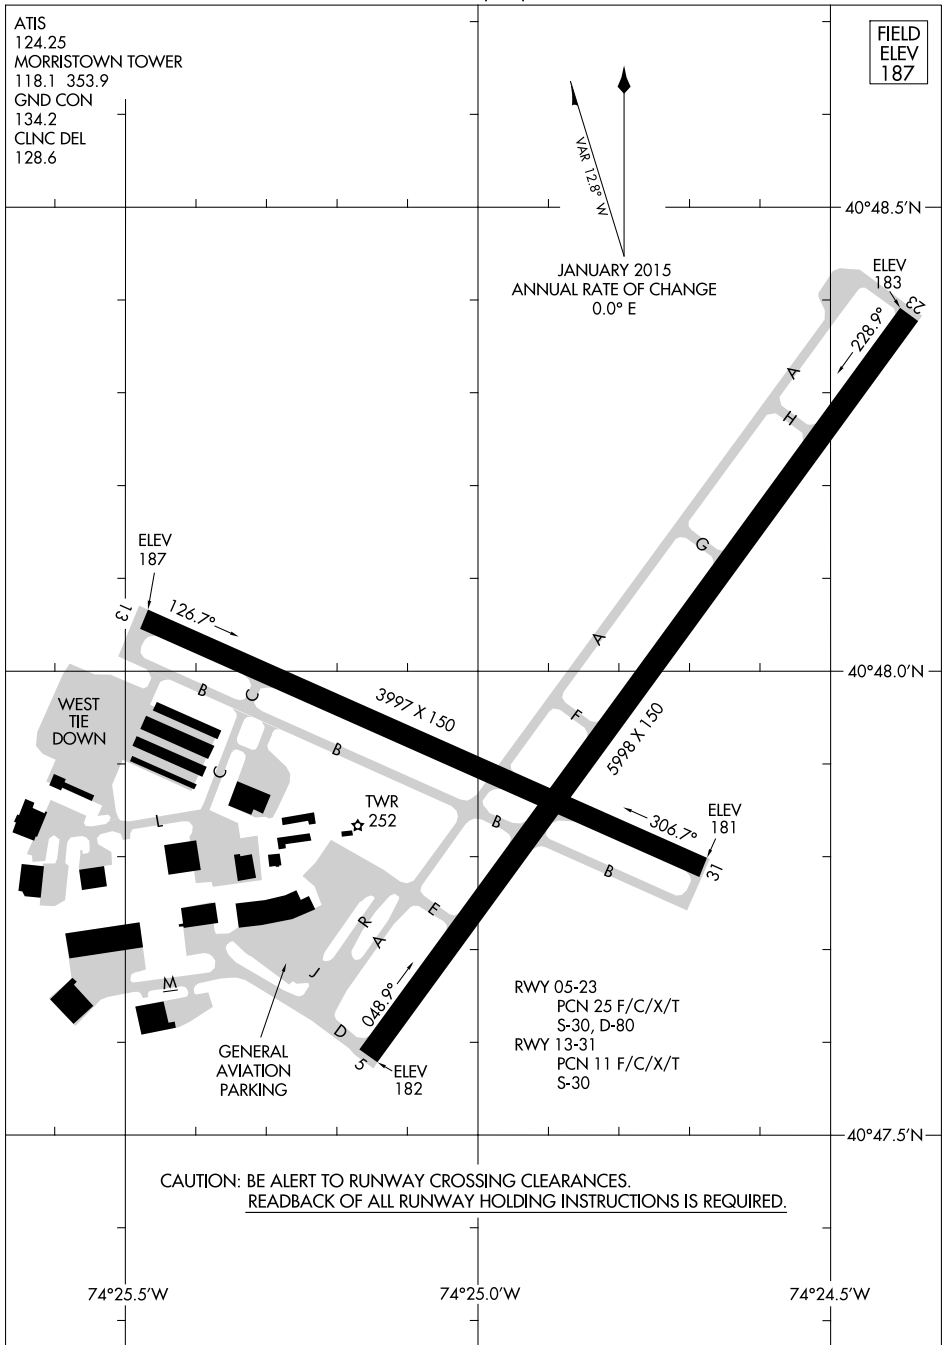 ATIS
124.25
MORRISTOWN TOWER
118.1 353.9
GND CON
134.2
CLNC DEL
128.6
FIELD
ELEV
187
VAR 12.8° W
JANUARY 2015
ANNUAL RATE OF CHANGE
0.0° E
40°48.5'N
ELEV
183
23
228.9°
A
H
G
A
F
ELEV
187
13
126.7°
3997 X 150
5998 X 150
40°48.0'N
B
C
B
C
WEST
TIE
DOWN
L
TWR
252
B
306.7°
ELEV
181
31
B
E
R
A
J
M
D
048.9°
5
ELEV
182
GENERAL
AVIATION
PARKING
RWY 05-23
PCN 25 F/C/X/T
S-30, D-80
RWY 13-31
PCN 11 F/C/X/T
S-30
40°47.5'N
CAUTION: BE ALERT TO RUNWAY CROSSING CLEARANCES.
READBACK OF ALL RUNWAY HOLDING INSTRUCTIONS IS REQUIRED.
74°25.5'W
74°25.0'W
74°24.5'W